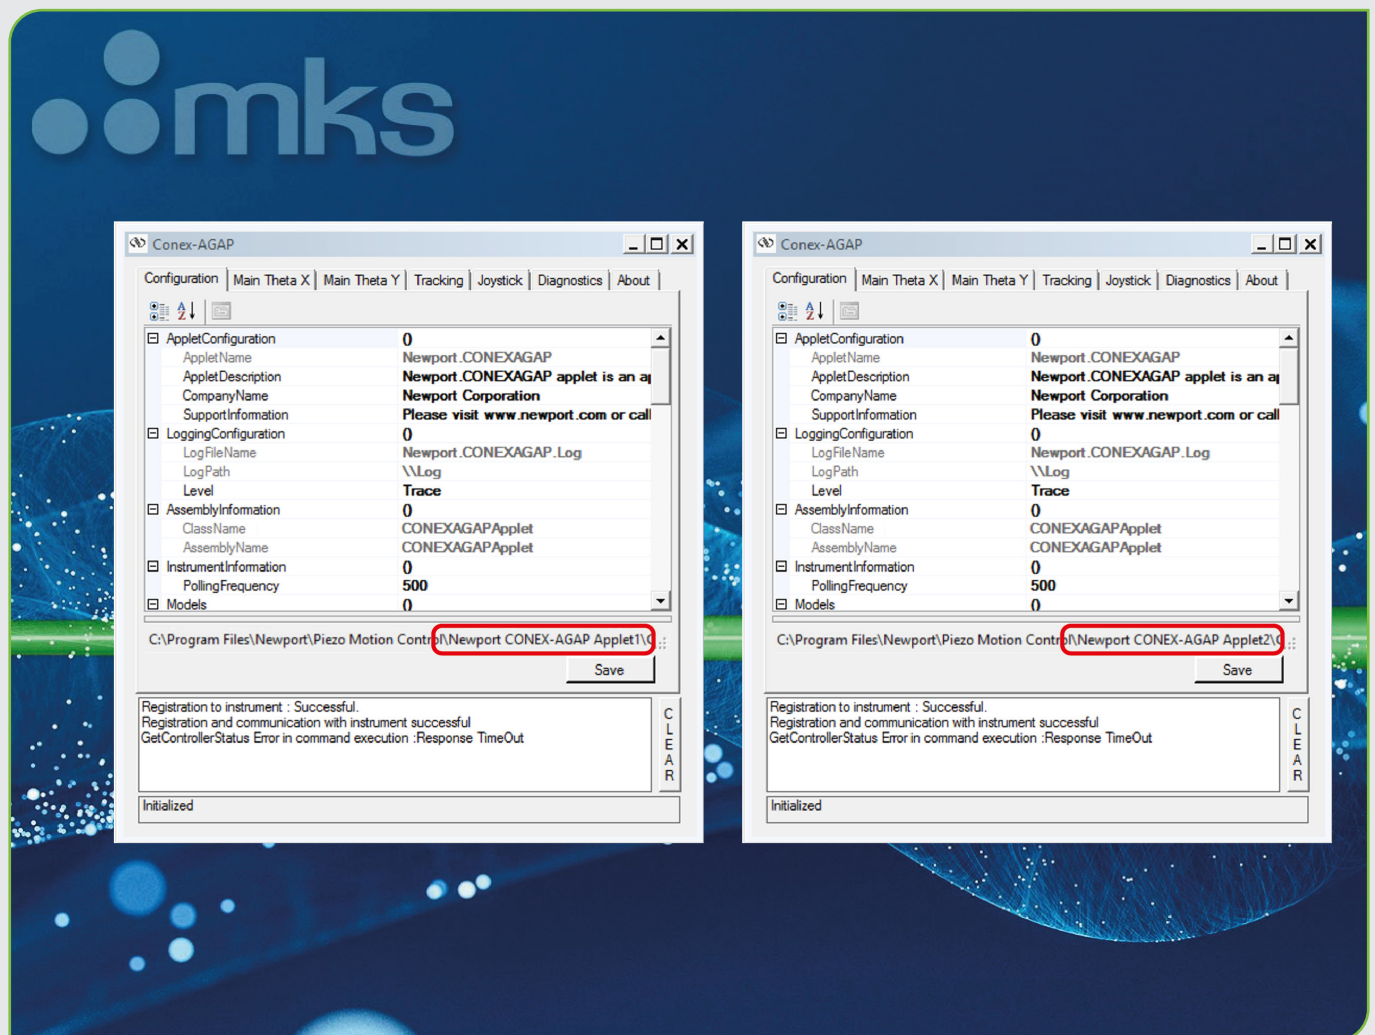 mks
Conex-AGAP
Configuration Main Theta X Main Theta Y Tracking Joystick Diagnostics About
AppletConfiguration ()
AppletName Newport.CONEXAGAP
AppletDescription Newport.CONEXAGAP applet is an ap
CompanyName Newport Corporation
SupportInformation Please visit www.newport.com or call
LoggingConfiguration ()
LogFileName Newport.CONEXAGAP.Log
LogPath \\Log
Level Trace
AssemblyInformation ()
ClassName CONEXAGAPApplet
AssemblyName CONEXAGAPApplet
InstrumentInformation ()
PollingFrequency 500
Models ()
C:\Program Files\Newport\Piezo Motion Control\Newport CONEX-AGAP Applet1\C
Save
Registration to instrument : Successful.
Registration and communication with instrument successful
GetControllerStatus Error in command execution :Response TimeOut
CLEAR
Initialized
Conex-AGAP
Configuration Main Theta X Main Theta Y Tracking Joystick Diagnostics About
AppletConfiguration ()
AppletName Newport.CONEXAGAP
AppletDescription Newport.CONEXAGAP applet is an ap
CompanyName Newport Corporation
SupportInformation Please visit www.newport.com or call
LoggingConfiguration ()
LogFileName Newport.CONEXAGAP.Log
LogPath \\Log
Level Trace
AssemblyInformation ()
ClassName CONEXAGAPApplet
AssemblyName CONEXAGAPApplet
InstrumentInformation ()
PollingFrequency 500
Models ()
C:\Program Files\Newport\Piezo Motion Control\Newport CONEX-AGAP Applet2\C
Save
Registration to instrument : Successful.
Registration and communication with instrument successful
GetControllerStatus Error in command execution :Response TimeOut
CLEAR
Initialized